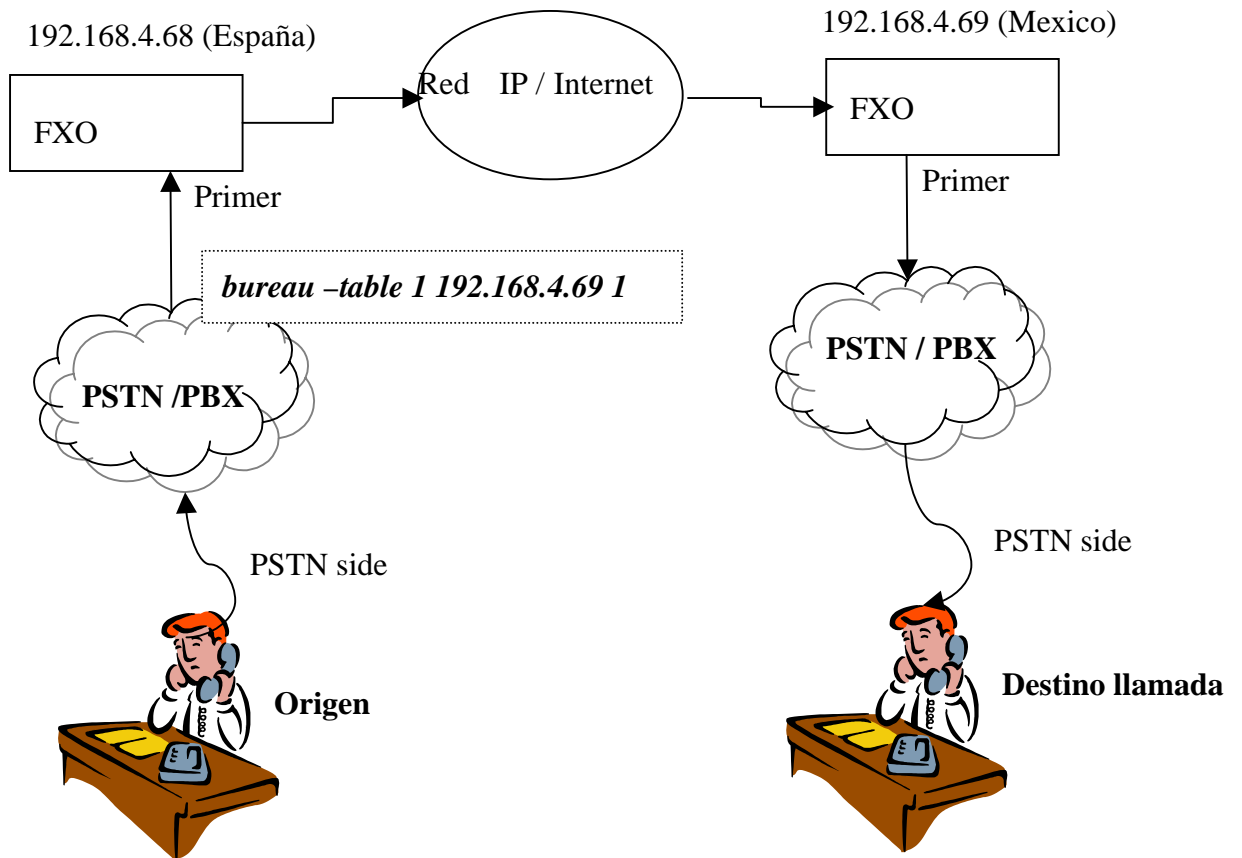 192.168.4.68 (España)
192.168.4.69 (Mexico)
Red IP / Internet
FXO
FXO
Primer
Primer
bureau –table 1 192.168.4.69 1
PSTN /PBX
PSTN / PBX
PSTN side
PSTN side
Origen
Destino llamada